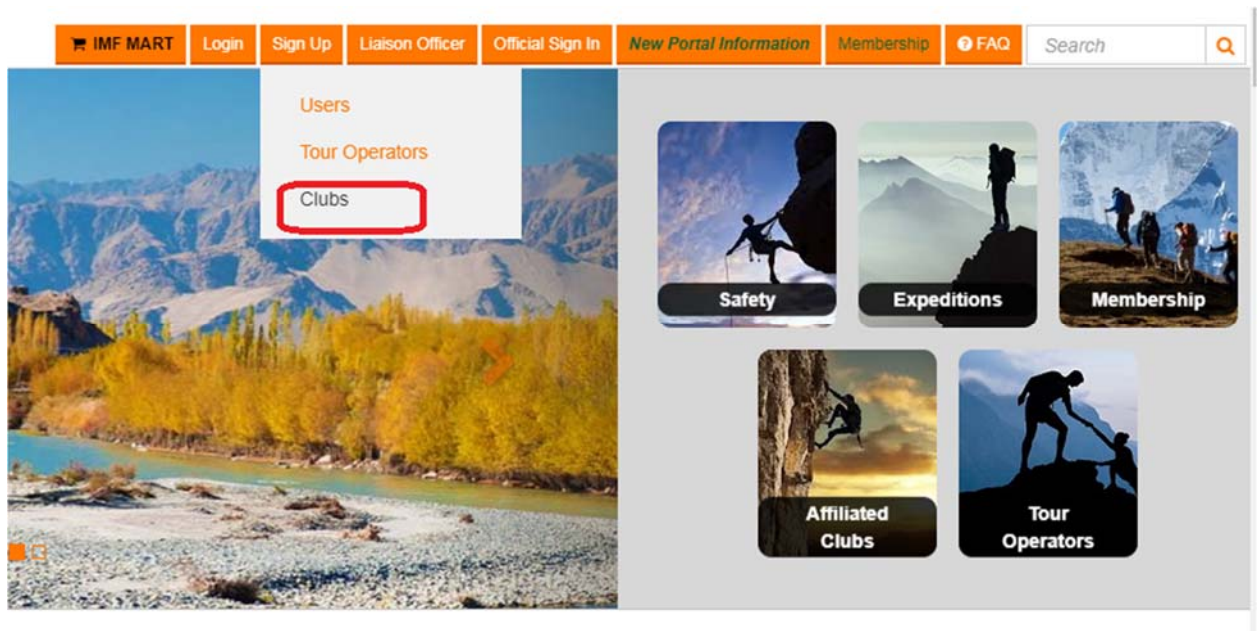 IMF MART Login Sign Up Liaison Officer Official Sign In New Portal Information Membership FAQ Search
Users
Tour Operators
Clubs
Safety
Expeditions
Membership
Affiliated
Clubs
Tour
Operators